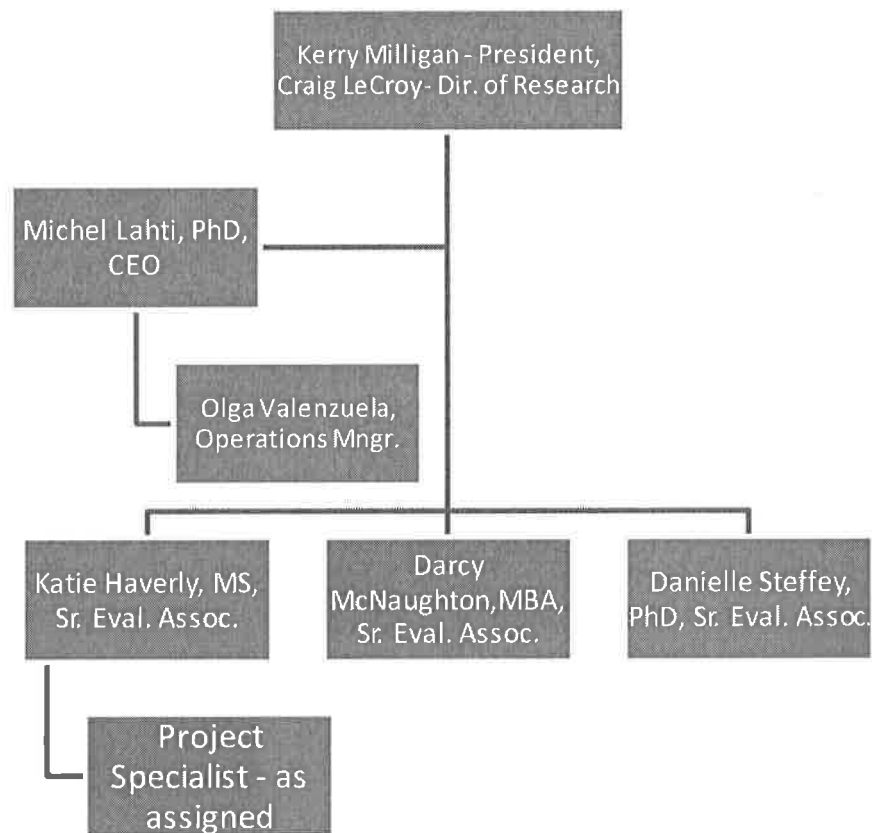 Kerry Milligan - President,
Craig LeCroy- Dir. of Research
Michel Lahti, PhD,
CEO
Olga Valenzuela,
Operations Mngr.
Katie Haverly, MS,
Sr. Eval. Assoc.
Darcy
McNaughton,MBA,
Sr. Eval. Assoc.
Danielle Steffey,
PhD, Sr. Eval. Assoc.
Project
Specialist - as
assigned